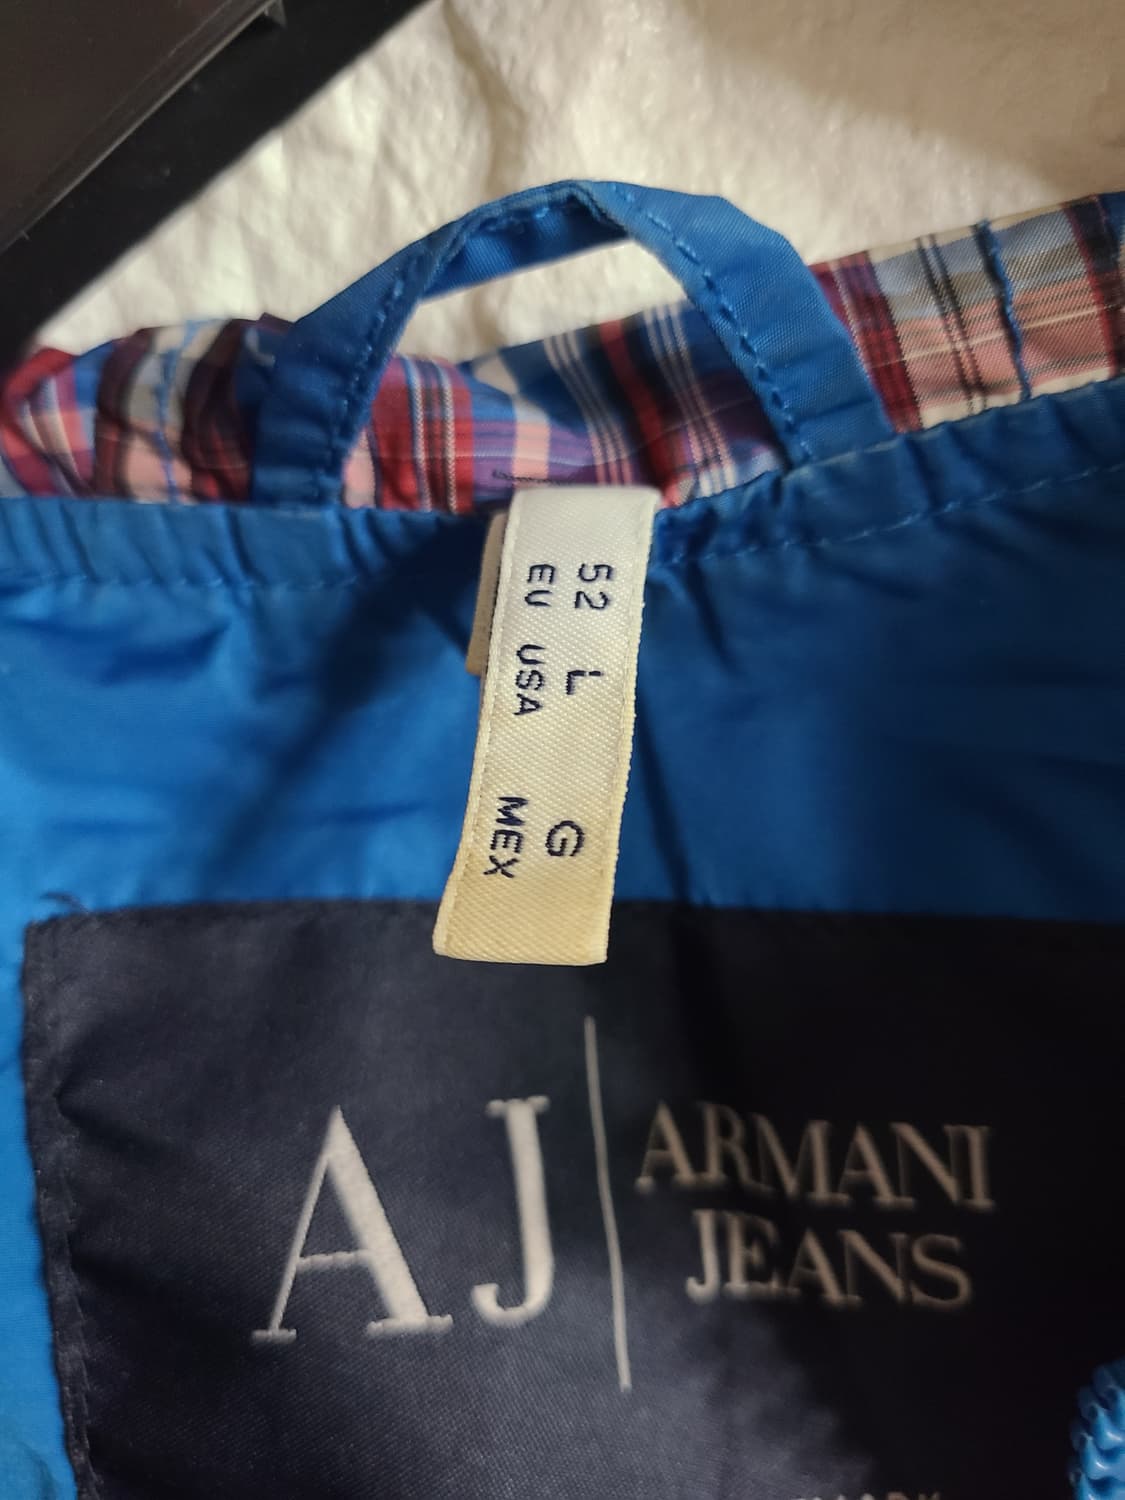 52 L G
EU USA MEX
AJ
ARMANI
JEANS